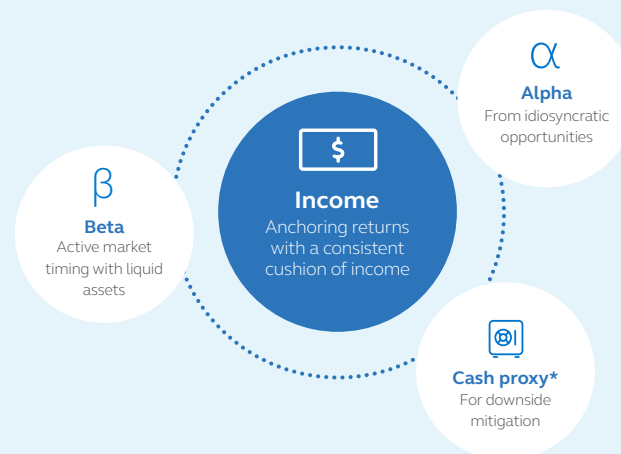 α
Alpha
From idiosyncratic
opportunities
$
Income
Anchoring returns
with a consistent
cushion of income
β
Beta
Active market
timing with liquid
assets
Cash proxy*
For downside
mitigation